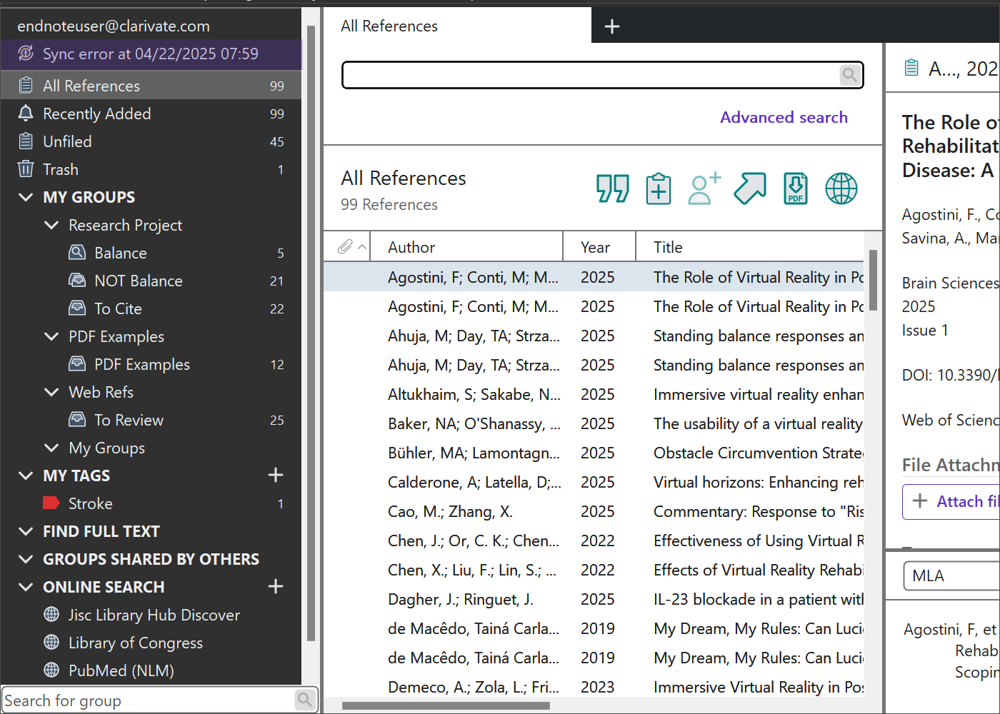 endnoteuser@clarivate.com
Sync error at 04/22/2025 07:59
All References 99
Recently Added 99
Unfiled 45
Trash 1
MY GROUPS
Research Project
Balance 5
NOT Balance 21
To Cite 22
PDF Examples
PDF Examples 12
Web Refs
To Review 25
My Groups
MY TAGS
Stroke 1
FIND FULL TEXT
GROUPS SHARED BY OTHERS
ONLINE SEARCH
Jisc Library Hub Discover
Library of Congress
PubMed (NLM)
Search for group
All References
Advanced search
All References
99 References
PDF
Author Year Title
Agostini, F; Conti, M; M... 2025 The Role of Virtual Reality in Po
Agostini, F; Conti, M; M... 2025 The Role of Virtual Reality in Po
Ahuja, M; Day, TA; Strza... 2025 Standing balance responses an
Ahuja, M; Day, TA; Strza... 2025 Standing balance responses an
Altukhaim, S; Sakabe, N... 2025 Immersive virtual reality enhan
Baker, NA; O'Shanassy, ... 2025 The usability of a virtual reality
Bühler, MA; Lamontagn... 2025 Obstacle Circumvention Strate
Calderone, A; Latella, D;... 2025 Virtual horizons: Enhancing reh
Cao, M.; Zhang, X. 2025 Commentary: Response to "Ris
Chen, J.; Or, C. K.; Chen... 2022 Effectiveness of Using Virtual R
Chen, X.; Liu, F.; Lin, S.; ... 2022 Effects of Virtual Reality Rehabi
Dagher, J.; Ringuet, J. 2025 IL-23 blockade in a patient with
de Macêdo, Tainá Carla... 2019 My Dream, My Rules: Can Luci
de Macêdo, Tainá Carla... 2019 My Dream, My Rules: Can Luci
Demeco, A.; Zola, L.; Fri... 2023 Immersive Virtual Reality in Pos
A..., 202
The Role of
Rehabilitat
Disease: A
Agostini, F., Co
Savina, A., Mar
Brain Sciences
2025
Issue 1
DOI: 10.3390/
Web of Scienc
File Attachm
Attach fil
MLA
Agostini, F, et
Rehab
Scopin